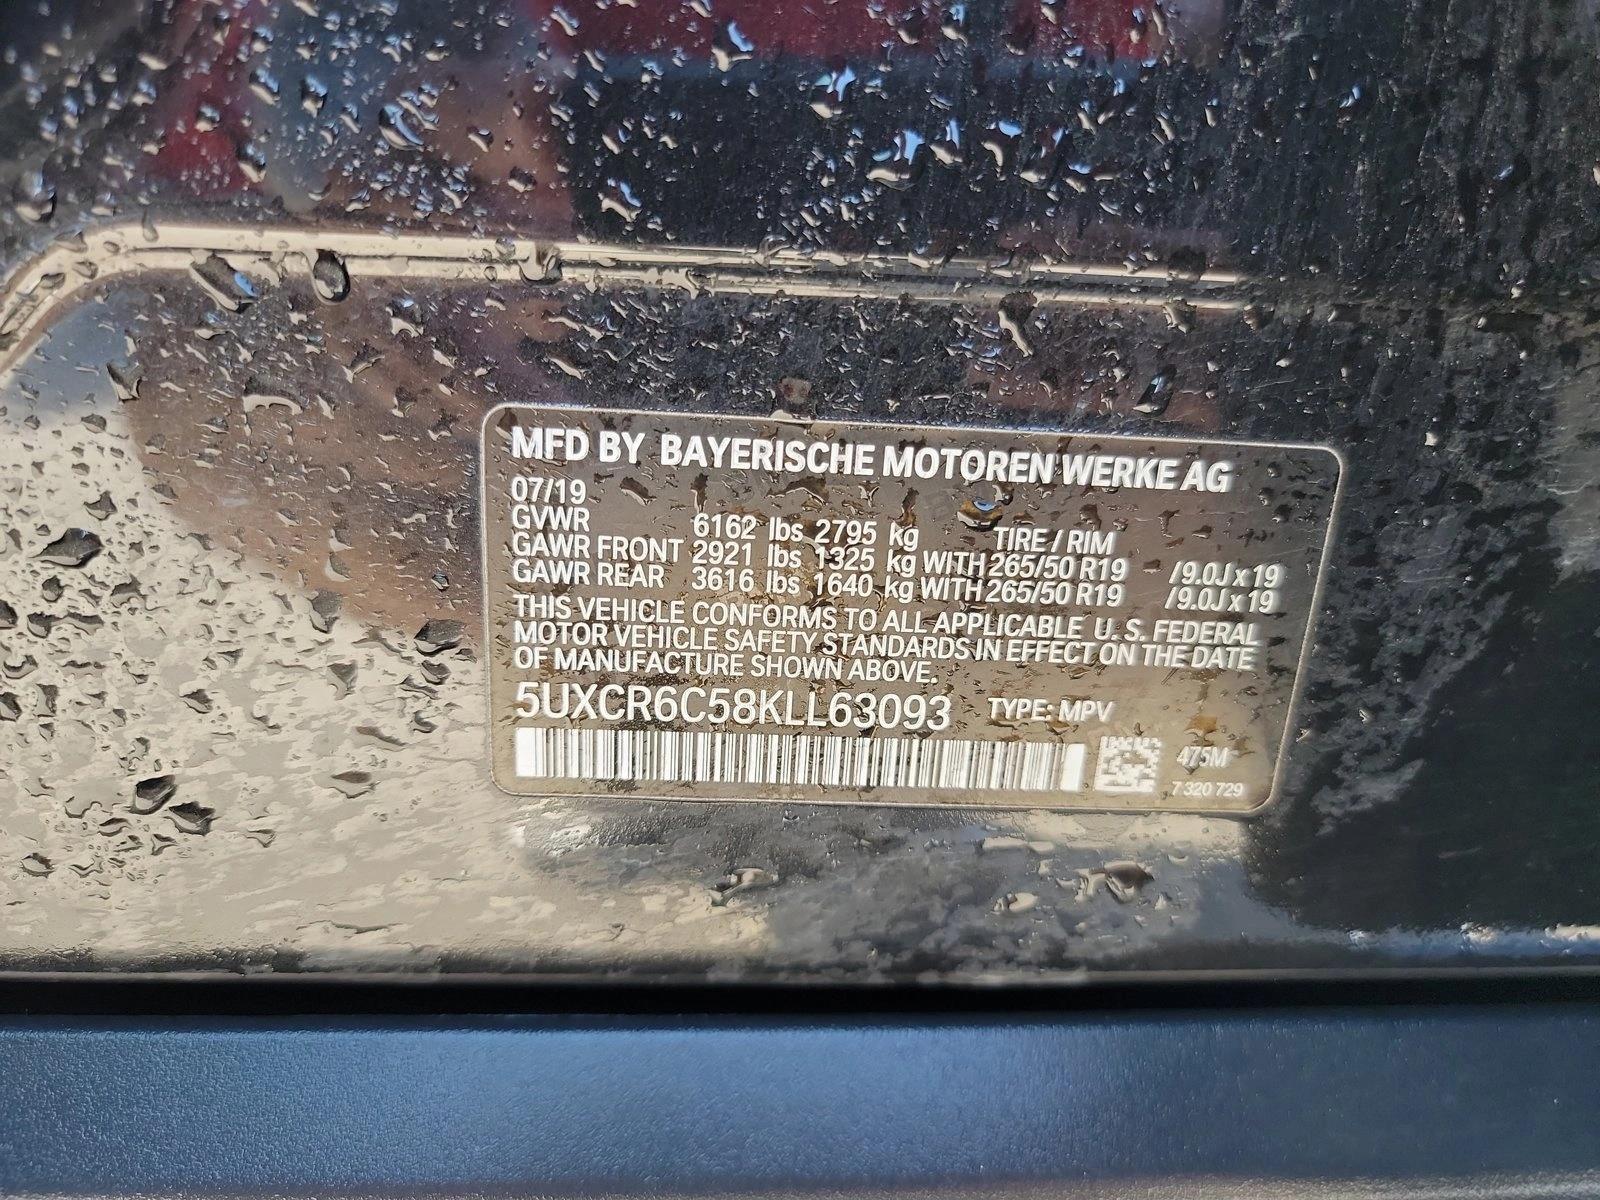 MFD BY BAYERISCHE MOTOREN WERKE AG
07/19
GVWR 6162 lbs 2795 kg TIRE / RIM
GAWR FRONT 2921 lbs 1325 kg WITH 265/50 R19 /9.0J x 19
GAWR REAR 3616 lbs 1640 kg WITH 265/50 R19 /9.0J x 19
THIS VEHICLE CONFORMS TO ALL APPLICABLE U. S. FEDERAL
MOTOR VEHICLE SAFETY STANDARDS IN EFFECT ON THE DATE
OF MANUFACTURE SHOWN ABOVE.
5UXCR6C58KLL63093 TYPE: MPV
475M
7 320 729